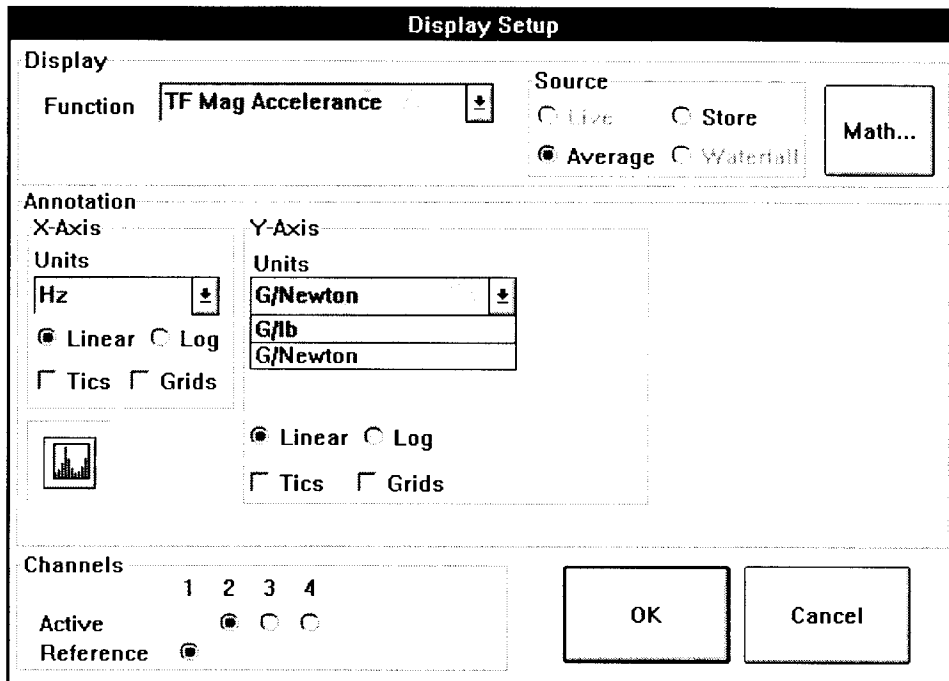 Display Setup
Display
Function TF Mag Accelerance
Source
Live Store
Average Waterfall
Math...
Annotation
X-Axis
Units
Hz
Linear Log
Tics Grids
Y-Axis
Units
G/Newton
G/lb
G/Newton
Linear Log
Tics Grids
Channels
1 2 3 4
Active
Reference
OK
Cancel